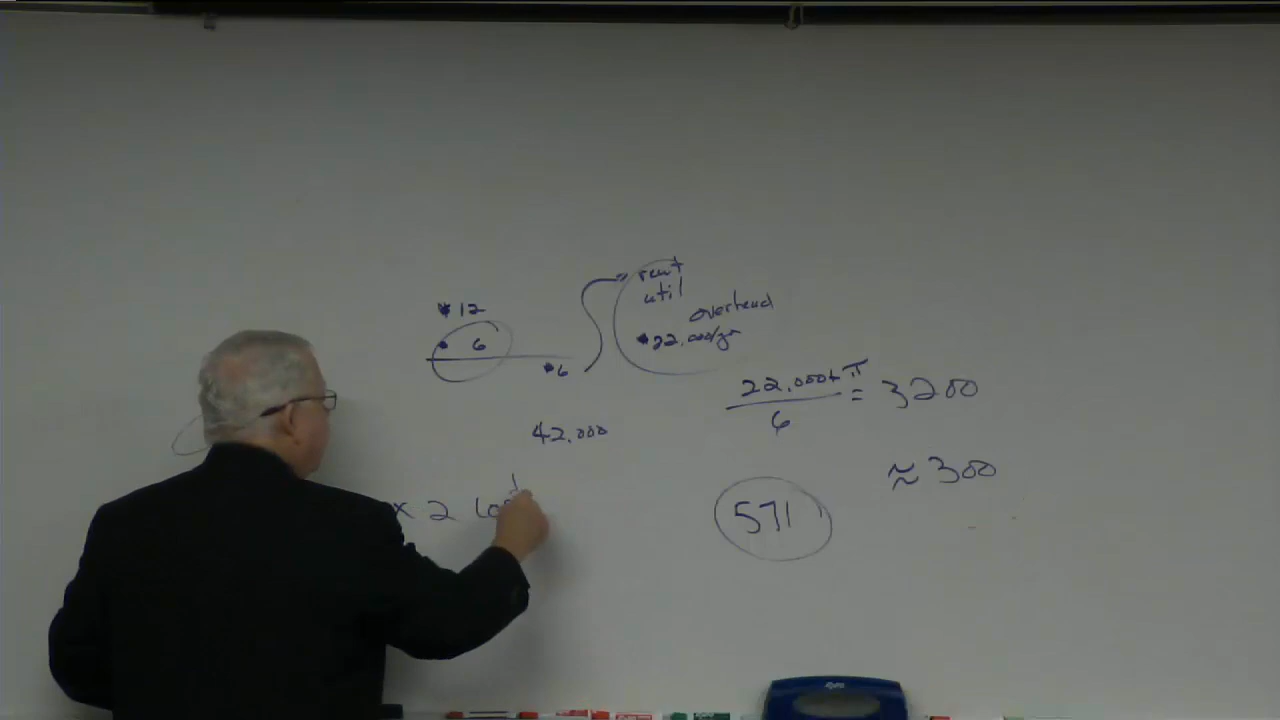 $12
$ 6
$6
rent
util
overhead
$22,000/yr
42,000
22,000+π
6
= 3200
≈ 300
571
x 2